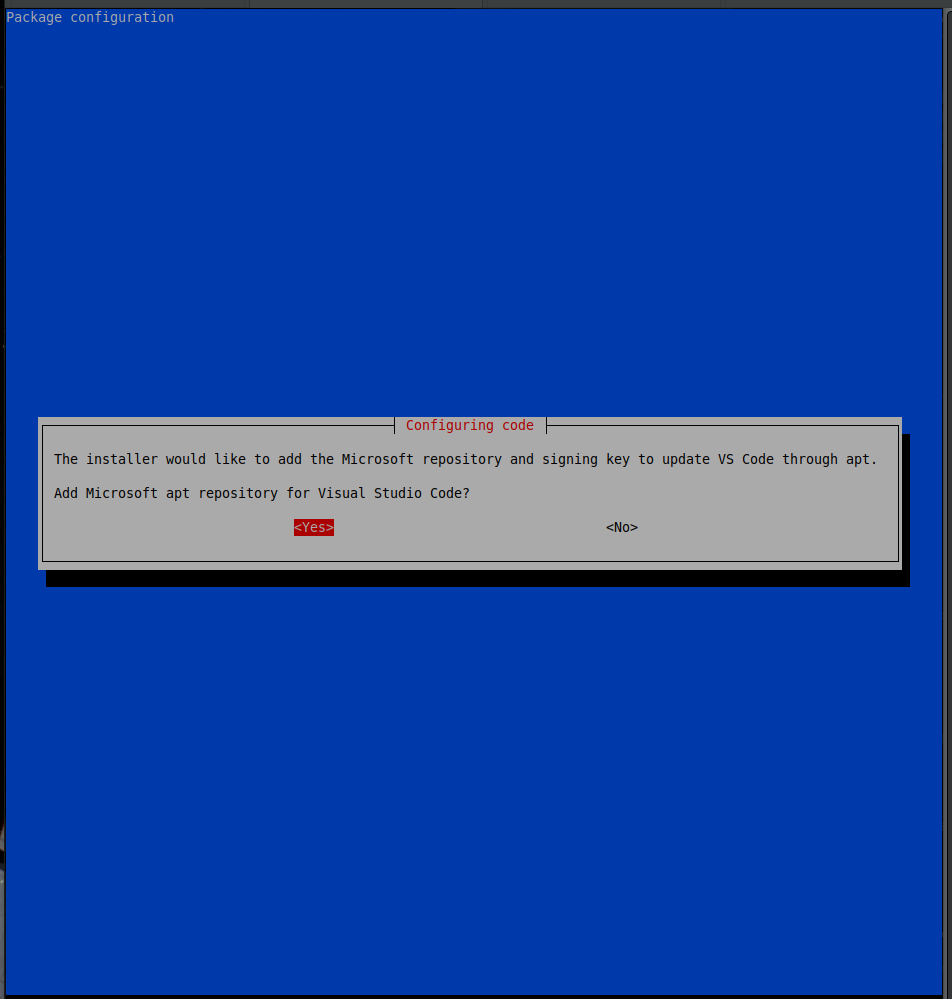 Package configuration
Configuring code
The installer would like to add the Microsoft repository and signing key to update VS Code through apt.
Add Microsoft apt repository for Visual Studio Code?
<Yes> <No>